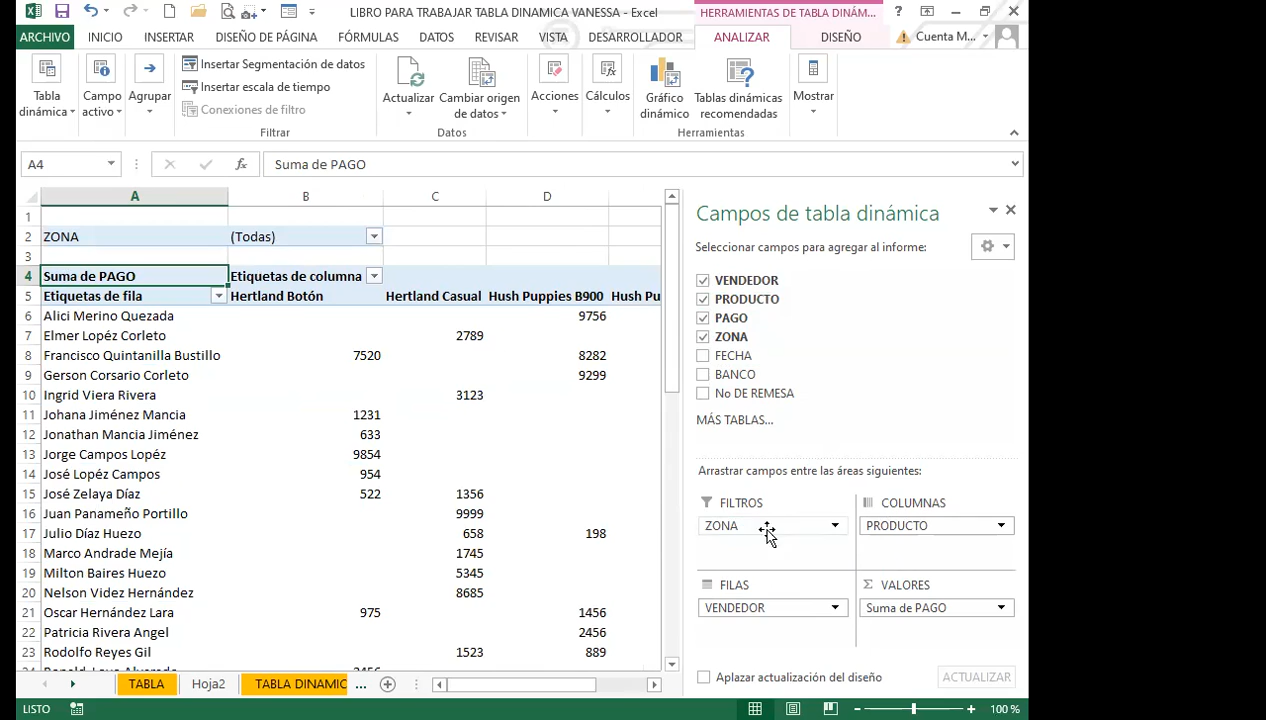 LIBRO PARA TRABAJAR TABLA DINAMICA VANESSA - Excel
HERRAMIENTAS DE TABLA DINÁM...
?
ARCHIVO INICIO INSERTAR DISEÑO DE PÁGINA FÓRMULAS DATOS REVISAR VISTA DESARROLLADOR ANALIZAR DISEÑO Cuenta M...
Tabla dinámica
Campo activo
Agrupar
Insertar Segmentación de datos
Insertar escala de tiempo
Conexiones de filtro
Filtrar
Actualizar
Cambiar origen de datos
Datos
Acciones
Cálculos
Gráfico dinámico
Tablas dinámicas recomendadas
Herramientas
Mostrar
A4 fx Suma de PAGO
A B C D
1
2 ZONA (Todas)
3
4 Suma de PAGO Etiquetas de columna
5 Etiquetas de fila Hertland Botón Hertland Casual Hush Puppies B900 Hush Pu
6 Alici Merino Quezada 9756
7 Elmer Lopéz Corleto 2789
8 Francisco Quintanilla Bustillo 7520 8282
9 Gerson Corsario Corleto 9299
10 Ingrid Viera Rivera 3123
11 Johana Jiménez Mancia 1231
12 Jonathan Mancia Jiménez 633
13 Jorge Campos Lopéz 9854
14 José Lopéz Campos 954
15 José Zelaya Díaz 522 1356
16 Juan Panameño Portillo 9999
17 Julio Díaz Huezo 658 198
18 Marco Andrade Mejía 1745
19 Milton Baires Huezo 5345
20 Nelson Videz Hernández 8685
21 Oscar Hernández Lara 975 1456
22 Patricia Rivera Angel 2456
23 Rodolfo Reyes Gil 1523 889
Campos de tabla dinámica
Seleccionar campos para agregar al informe:
VENDEDOR
PRODUCTO
PAGO
ZONA
FECHA
BANCO
No DE REMESA
MÁS TABLAS...
Arrastrar campos entre las áreas siguientes:
FILTROS
ZONA
COLUMNAS
PRODUCTO
FILAS
VENDEDOR
Σ VALORES
Suma de PAGO
Aplazar actualización del diseño
ACTUALIZAR
TABLA Hoja2 TABLA DINAMIC ...
LISTO
100 %